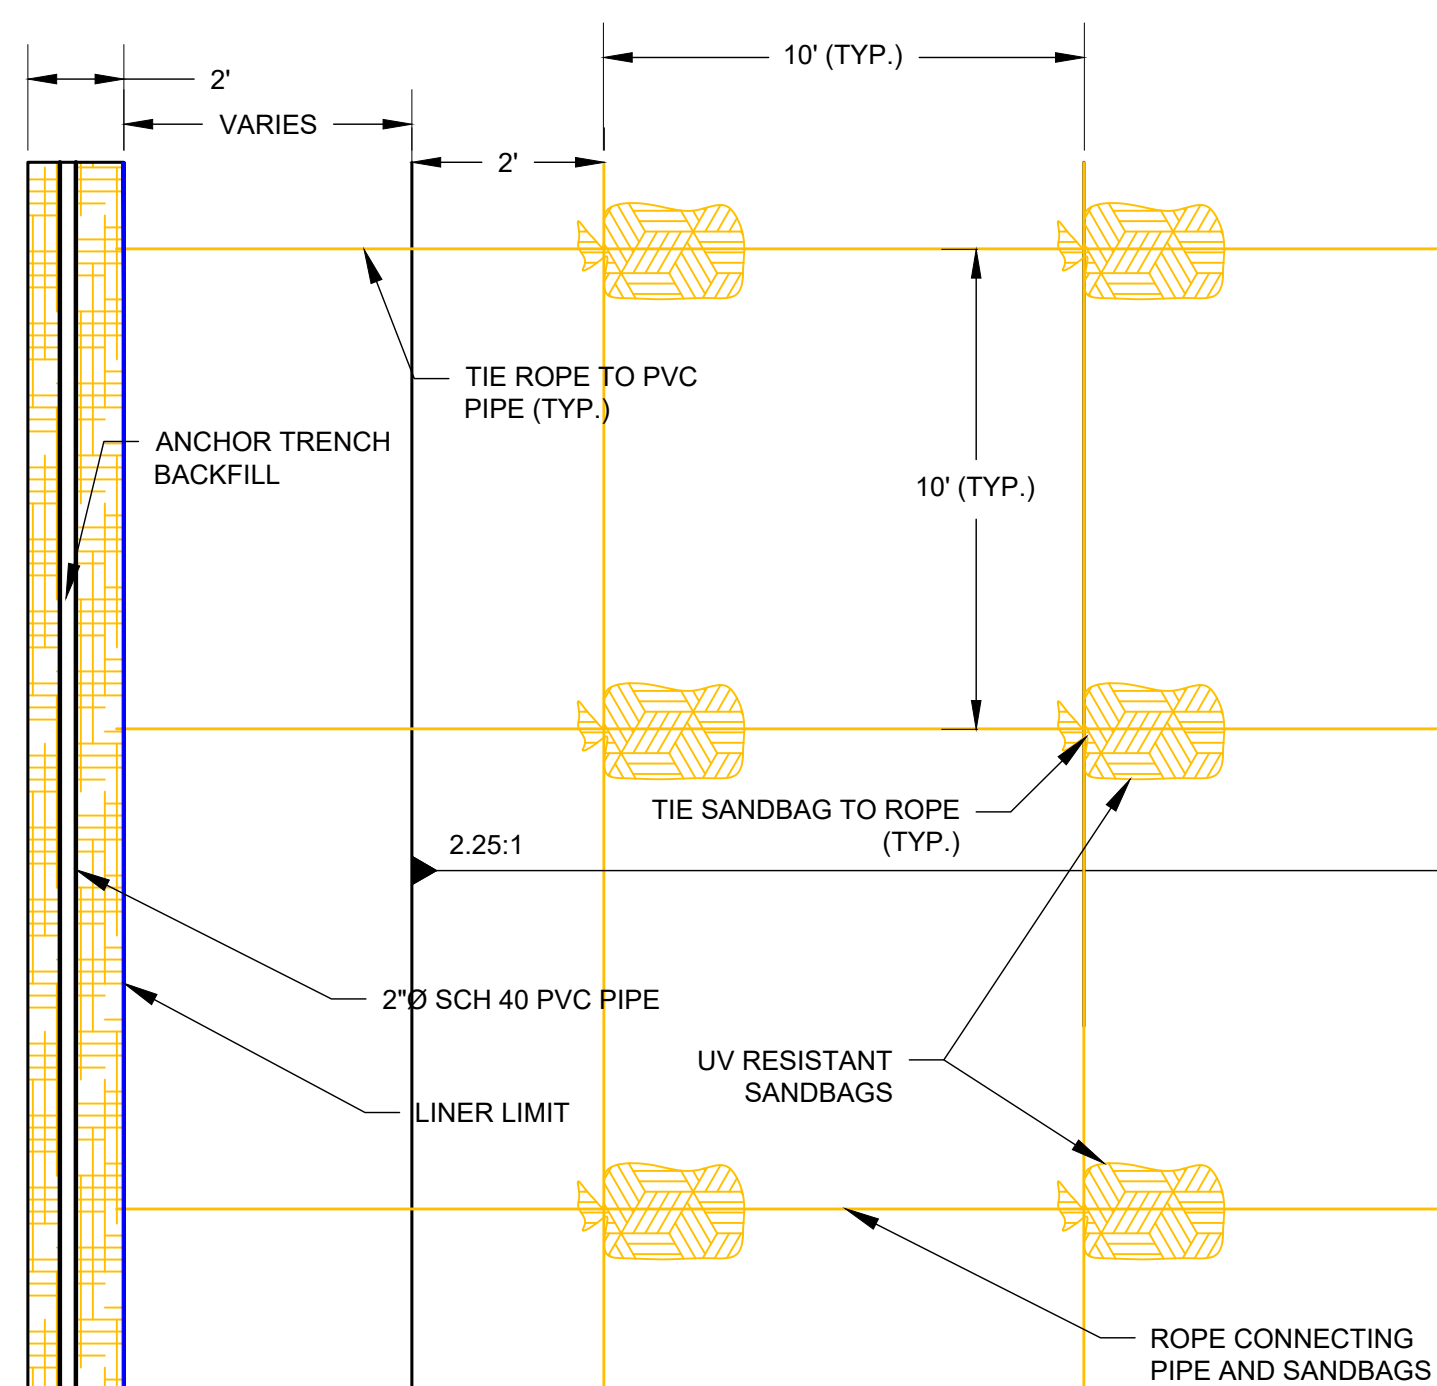 10' (TYP.)
2'
VARIES
2'
TIE ROPE TO PVC
PIPE (TYP.)
ANCHOR TRENCH
BACKFILL
10' (TYP.)
TIE SANDBAG TO ROPE
(TYP.)
2.25:1
2"Ø SCH 40 PVC PIPE
UV RESISTANT
SANDBAGS
LINER LIMIT
ROPE CONNECTING
PIPE AND SANDBAGS